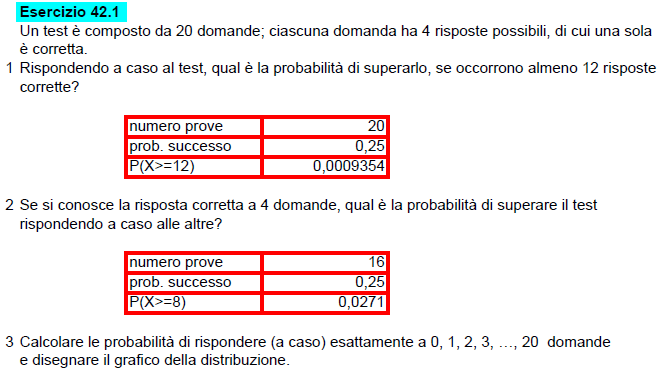 Esercizio 42.1
Un test è composto da 20 domande; ciascuna domanda ha 4 risposte possibili, di cui una sola
è corretta.
1 Rispondendo a caso al test, qual è la probabilità di superarlo, se occorrono almeno 12 risposte
corrette?
numero prove 20
prob. successo 0,25
P(X>=12) 0,0009354
2 Se si conosce la risposta corretta a 4 domande, qual è la probabilità di superare il test
rispondendo a caso alle altre?
numero prove 16
prob. successo 0,25
P(X>=8) 0,0271
3 Calcolare le probabilità di rispondere (a caso) esattamente a 0, 1, 2, 3, …, 20 domande
e disegnare il grafico della distribuzione.